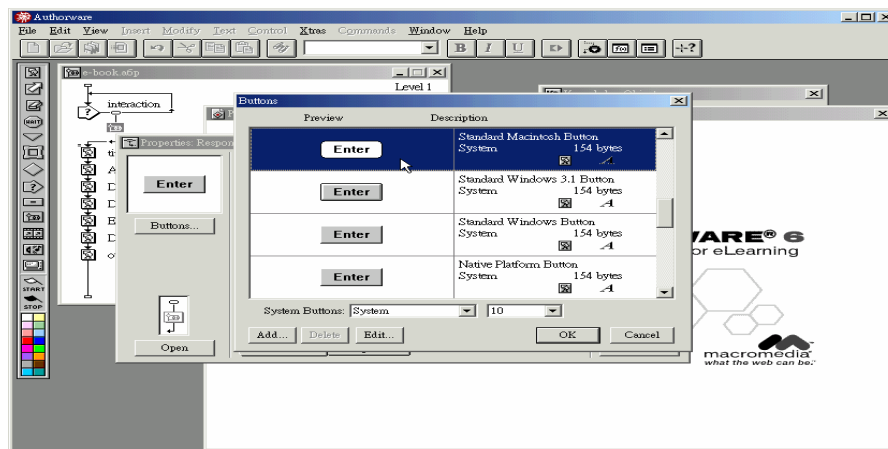 Authorware
File Edit View Insert Modify Text Control Xtras Commands Window Help
B I U
e-book.a6p
Level 1
interaction
Buttons
Preview Description
Properties: Respon
Enter
Standard Macintosh Button
System 154 bytes
Enter
Standard Windows 3.1 Button
System 154 bytes
Enter
Standard Windows Button
System 154 bytes
Enter
Native Platform Button
System 154 bytes
Enter
Buttons...
WAIT
START
STOP
System Buttons: System 10
Add... Delete Edit... OK Cancel
Open
WARE® 6
or eLearning
macromedia
what the web can be.